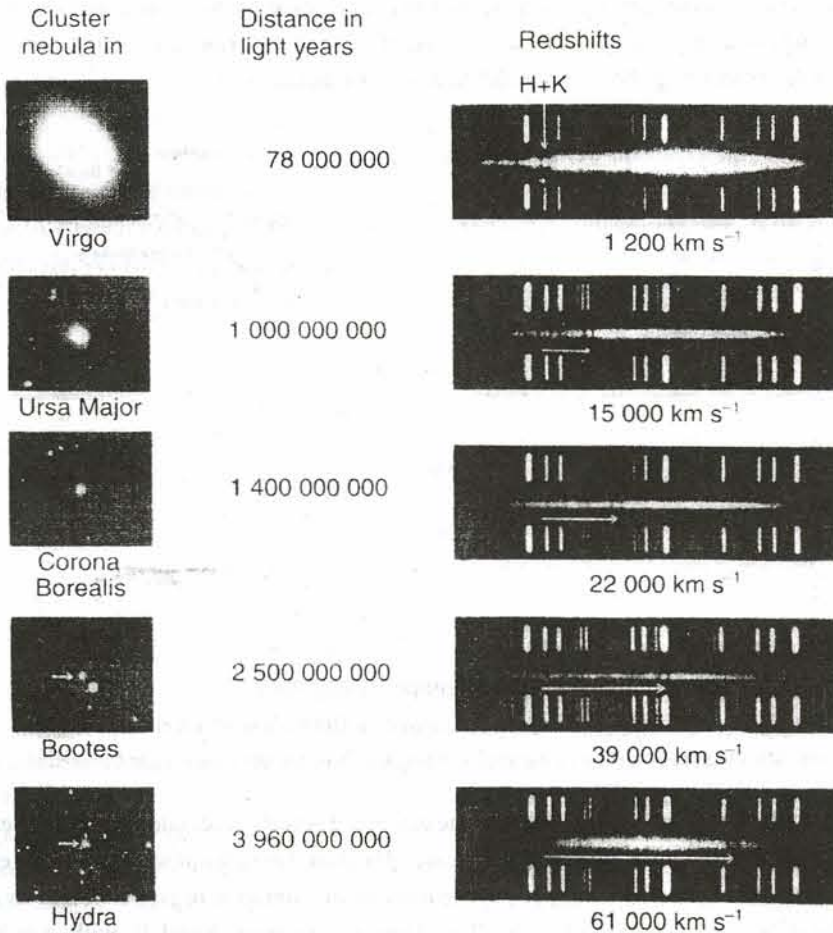 Cluster
nebula in
Distance in
light years
Redshifts
H+K
78 000 000
Virgo
1 200 km s⁻¹
1 000 000 000
Ursa Major
15 000 km s⁻¹
1 400 000 000
Corona
Borealis
22 000 km s⁻¹
2 500 000 000
Bootes
39 000 km s⁻¹
3 960 000 000
Hydra
61 000 km s⁻¹